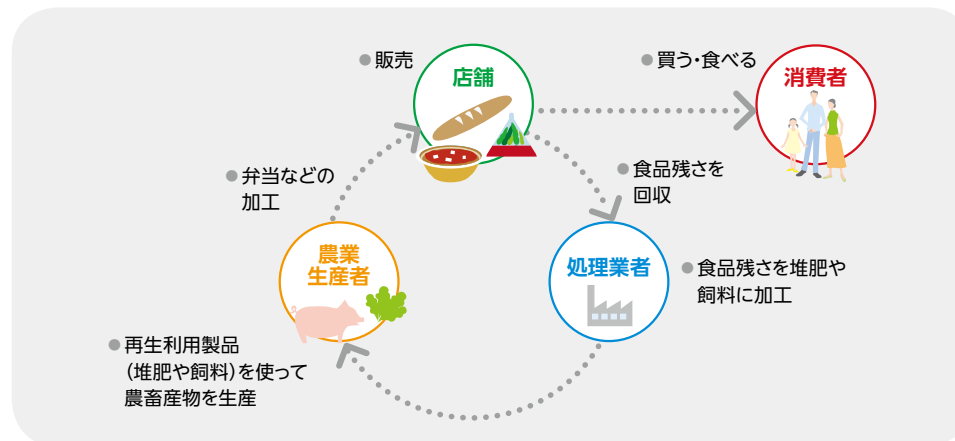 ●販売
店舗
●買う・食べる
消費者
●弁当などの
加工
●食品残さを
回収
農業
生産者
処理業者
●食品残さを堆肥や
飼料に加工
●再生利用製品
（堆肥や飼料）を使って
農畜産物を生産